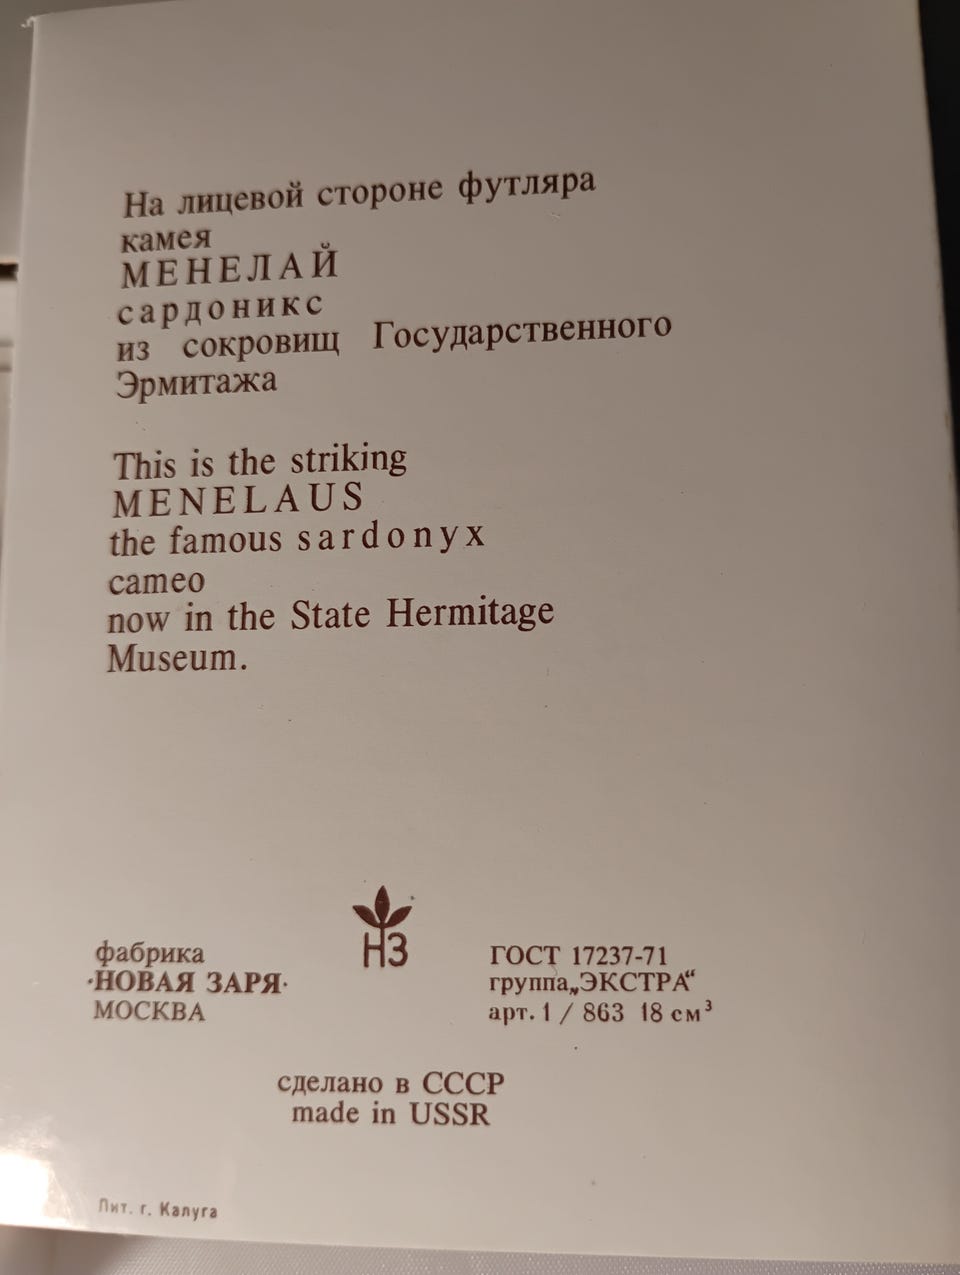 На лицевой стороне футляра
камея
МЕНЕЛАЙ
сардоникс
из сокровищ Государственного
Эрмитажа
This is the striking
MENELAUS
the famous sardonyx
cameo
now in the State Hermitage
Museum.
НЗ
фабрика
·НОВАЯ ЗАРЯ·
МОСКВА
ГОСТ 17237-71
группа„ЭКСТРА“
арт. 1 / 863 18 см³
сделано в СССР
made in USSR
Лит. г. Калуга